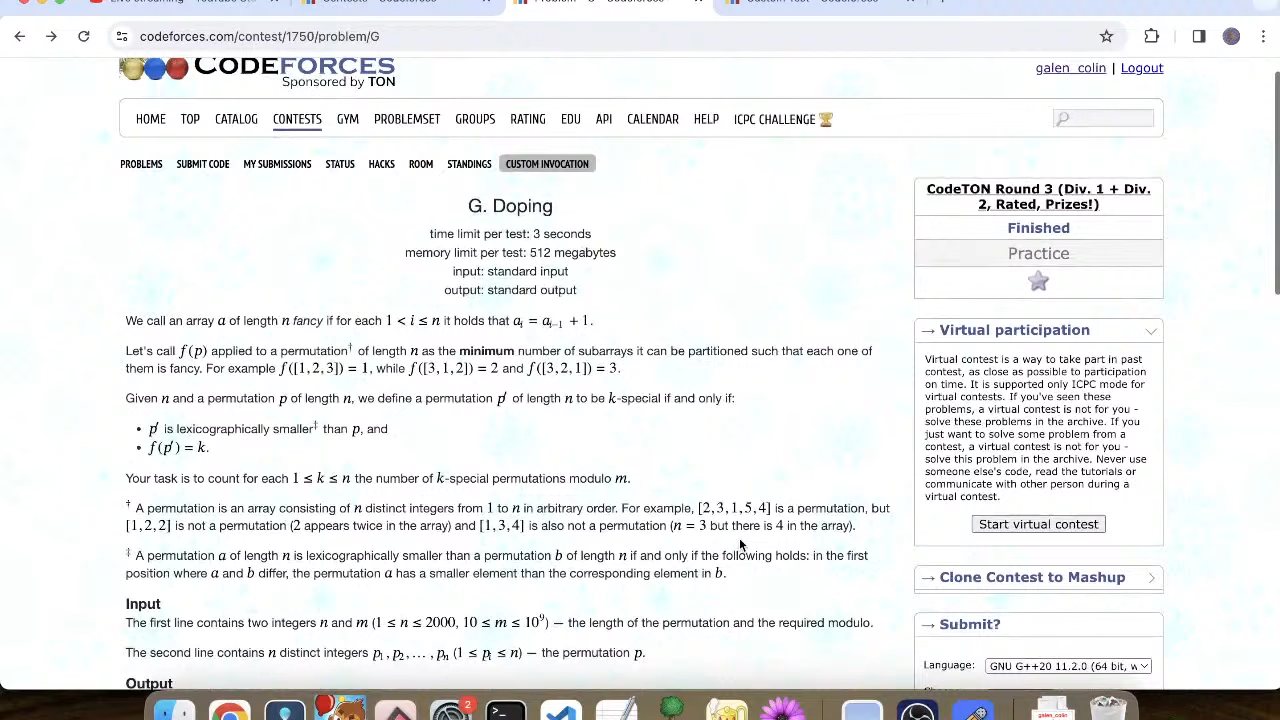 codeforces.com/contest/1750/problem/G
CODEFORCES
Sponsored by TON
galen_colin | Logout
HOME TOP CATALOG CONTESTS GYM PROBLEMSET GROUPS RATING EDU API CALENDAR HELP ICPC CHALLENGE
PROBLEMS SUBMIT CODE MY SUBMISSIONS STATUS HACKS ROOM STANDINGS CUSTOM INVOCATION
G. Doping
time limit per test: 3 seconds
memory limit per test: 512 megabytes
input: standard input
output: standard output
We call an array a of length n fancy if for each 1 < i ≤ n it holds that a_i = a_{i−1} + 1.
Let's call f(p) applied to a permutation† of length n as the minimum number of subarrays it can be partitioned such that each one of
them is fancy. For example f([1, 2, 3]) = 1, while f([3, 1, 2]) = 2 and f([3, 2, 1]) = 3.
Given n and a permutation p of length n, we define a permutation p′ of length n to be k-special if and only if:
• p′ is lexicographically smaller‡ than p, and
• f(p′) = k.
Your task is to count for each 1 ≤ k ≤ n the number of k-special permutations modulo m.
† A permutation is an array consisting of n distinct integers from 1 to n in arbitrary order. For example, [2, 3, 1, 5, 4] is a permutation, but
[1, 2, 2] is not a permutation (2 appears twice in the array) and [1, 3, 4] is also not a permutation (n = 3 but there is 4 in the array).
‡ A permutation a of length n is lexicographically smaller than a permutation b of length n if and only if the following holds: in the first
position where a and b differ, the permutation a has a smaller element than the corresponding element in b.
Input
The first line contains two integers n and m (1 ≤ n ≤ 2000, 10 ≤ m ≤ 10^9) — the length of the permutation and the required modulo.
The second line contains n distinct integers p_1, p_2, … , p_n (1 ≤ p_i ≤ n) — the permutation p.
Output
CodeTON Round 3 (Div. 1 + Div.
2, Rated, Prizes!)
Finished
Practice
→ Virtual participation
Virtual contest is a way to take part in past
contest, as close as possible to participation
on time. It is supported only ICPC mode for
virtual contests. If you've seen these
problems, a virtual contest is not for you -
solve these problems in the archive. If you
just want to solve some problem from a
contest, a virtual contest is not for you -
solve this problem in the archive. Never use
someone else's code, read the tutorials or
communicate with other person during a
virtual contest.
Start virtual contest
→ Clone Contest to Mashup
→ Submit?
Language: GNU G++20 11.2.0 (64 bit, w
2
galen_colin